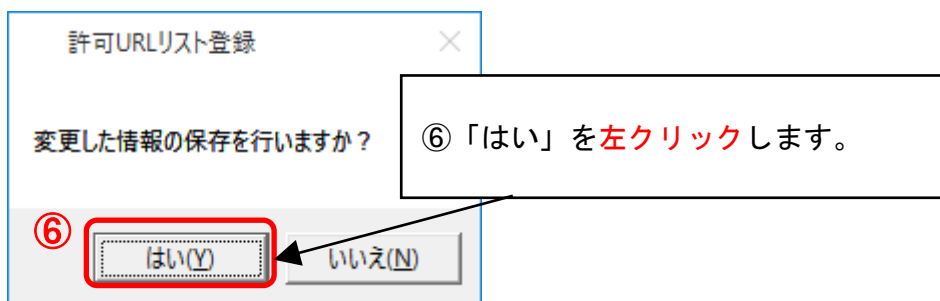 許可URLリスト登録
変更した情報の保存を行いますか？
⑥「はい」を左クリックします。
⑥
はい(Y)
いいえ(N)